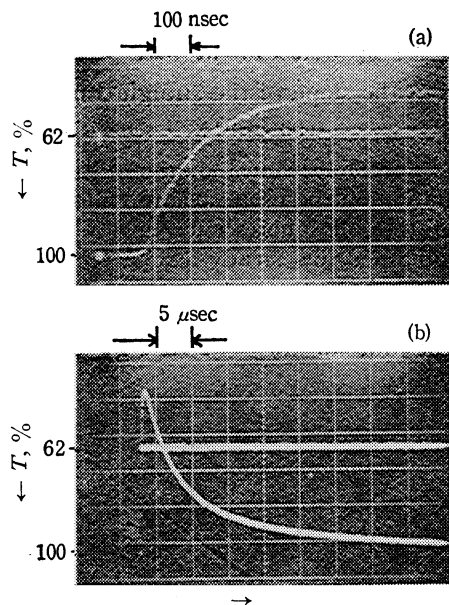 100 nsec
(a)
62
← T, %
100
5 μsec
(b)
62
← T, %
100
→